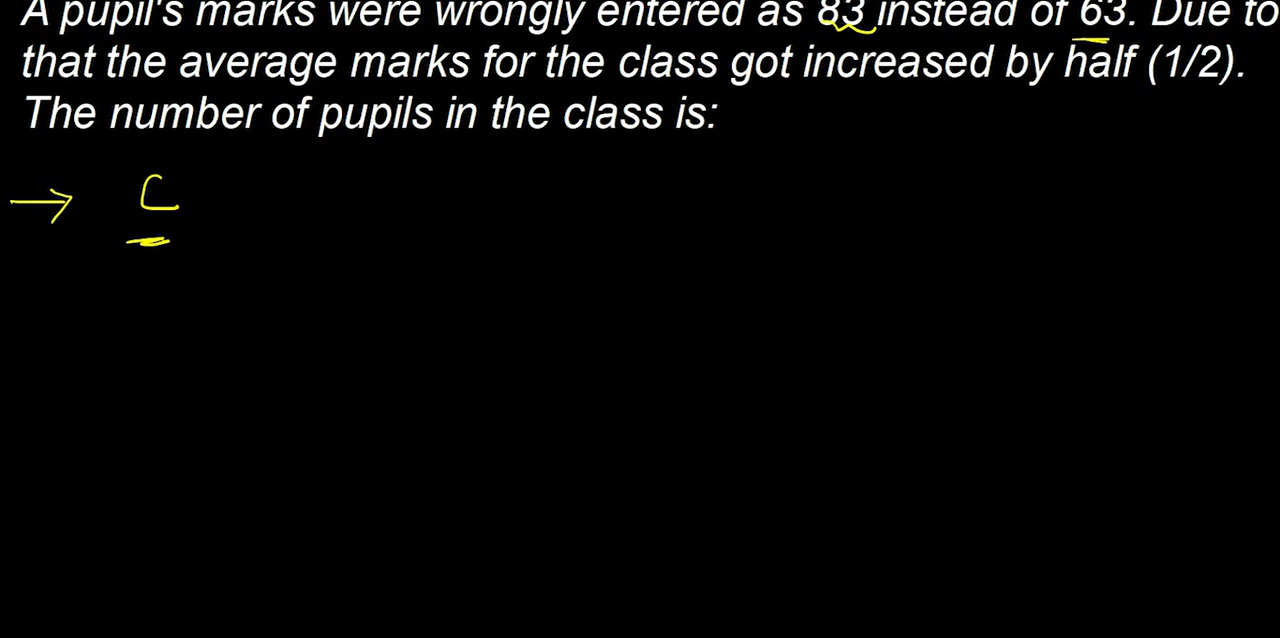 A pupil's marks were wrongly entered as 83 instead of 63. Due to
that the average marks for the class got increased by half (1/2).
The number of pupils in the class is:
→ C